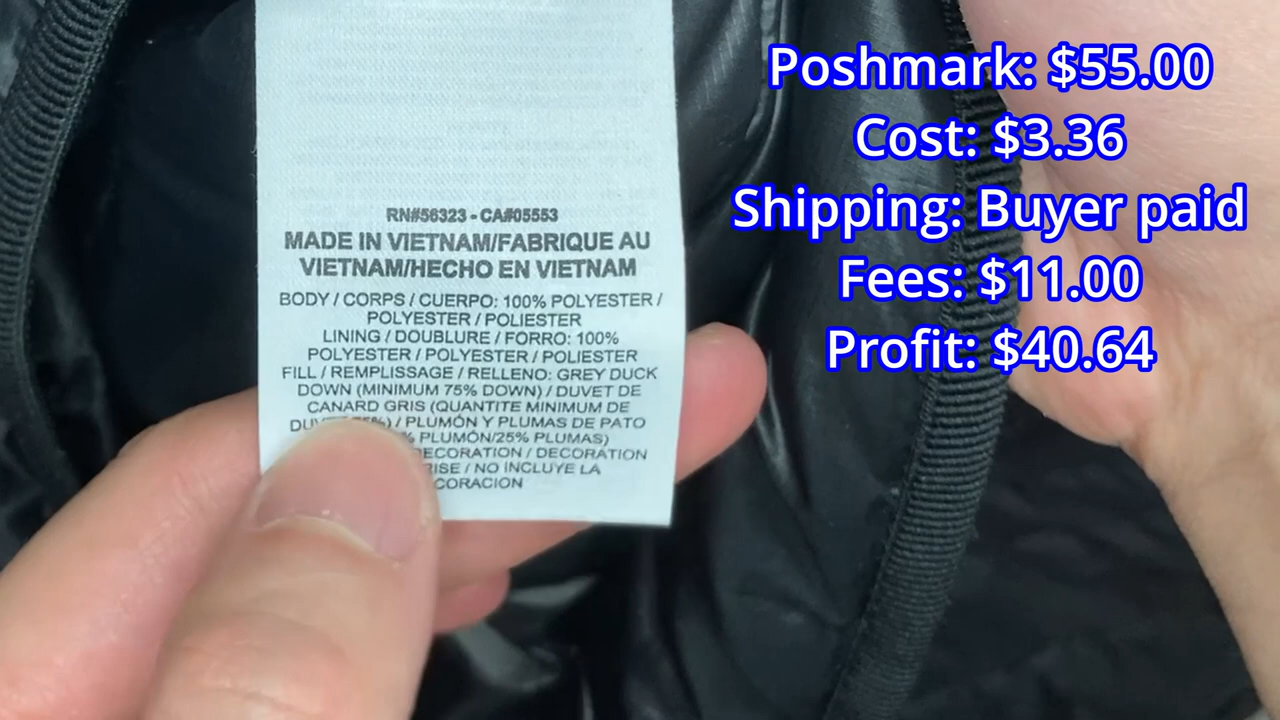 RN#56323 - CA#05553
MADE IN VIETNAM/FABRIQUE AU
VIETNAM/HECHO EN VIETNAM
BODY / CORPS / CUERPO: 100% POLYESTER /
POLYESTER / POLIESTER
LINING / DOUBLURE / FORRO: 100%
POLYESTER / POLYESTER / POLIESTER
FILL / REMPLISSAGE / RELLENO: GREY DUCK
DOWN (MINIMUM 75% DOWN) / DUVET DE
CANARD GRIS (QUANTITE MINIMUM DE
75%) / PLUMÓN Y PLUMAS DE PATO
% PLUMÓN/25% PLUMAS)
DECORATION / DECORATION
/ NO INCLUYE LA
Poshmark: $55.00
Cost: $3.36
Shipping: Buyer paid
Fees: $11.00
Profit: $40.64